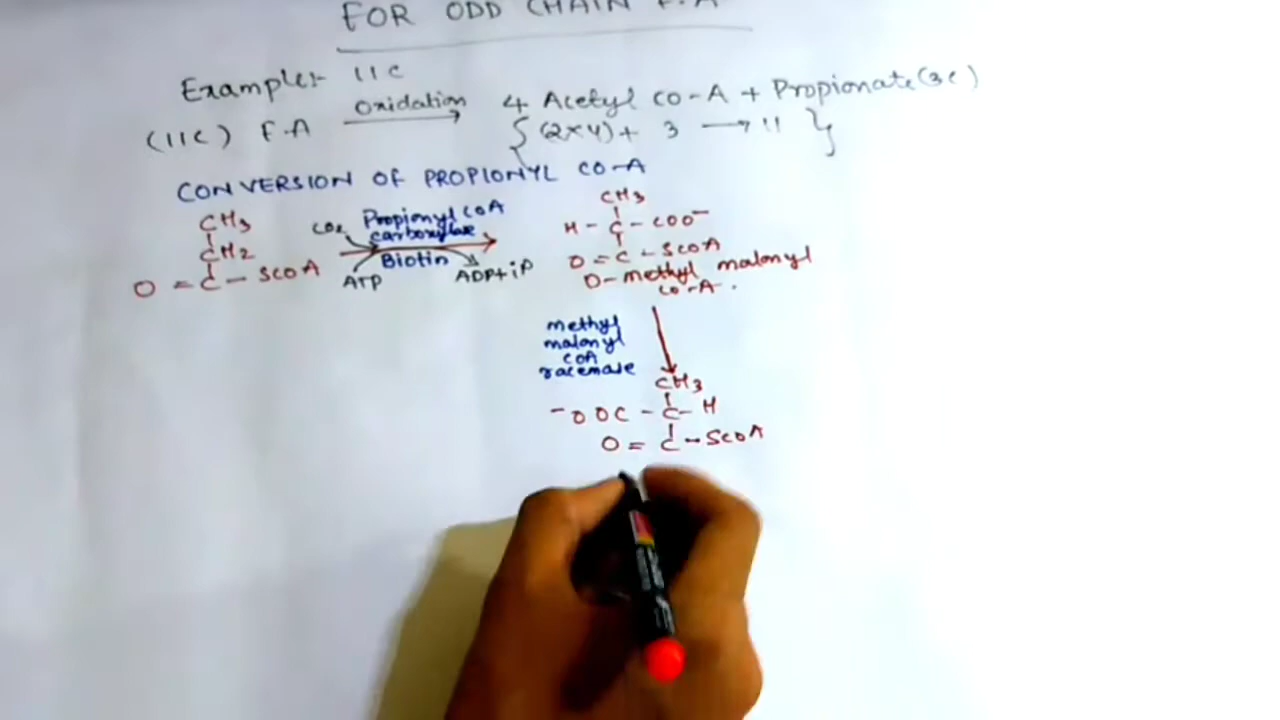 FOR ODD CHAIN F.A
Example:- 11C
(11C) F.A Oxidation 4 Acetyl CO-A + Propionate (3C)
{ (2x4) + 3 → 11 }
CONVERSION OF PROPIONYL CO-A
CH3
CH2
O = C - SCOA
CO2 Propionyl COA
carboxylase
Biotin
ATP ADP + iP
CH3
H - C - COO-
O = C - SCOA
D-methyl malonyl
CO-A.
methyl
malonyl
COA
racemase
CH3
-OOC - C - H
O = C - SCOA